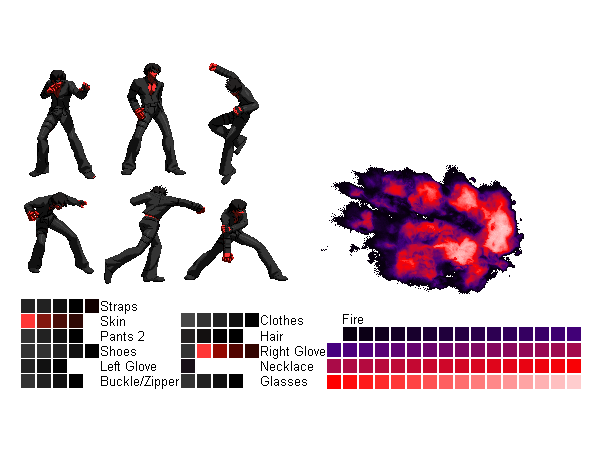 Straps
Skin
Pants 2
Shoes
Left Glove
Buckle/Zipper
Clothes
Hair
Right Glove
Necklace
Glasses
Fire